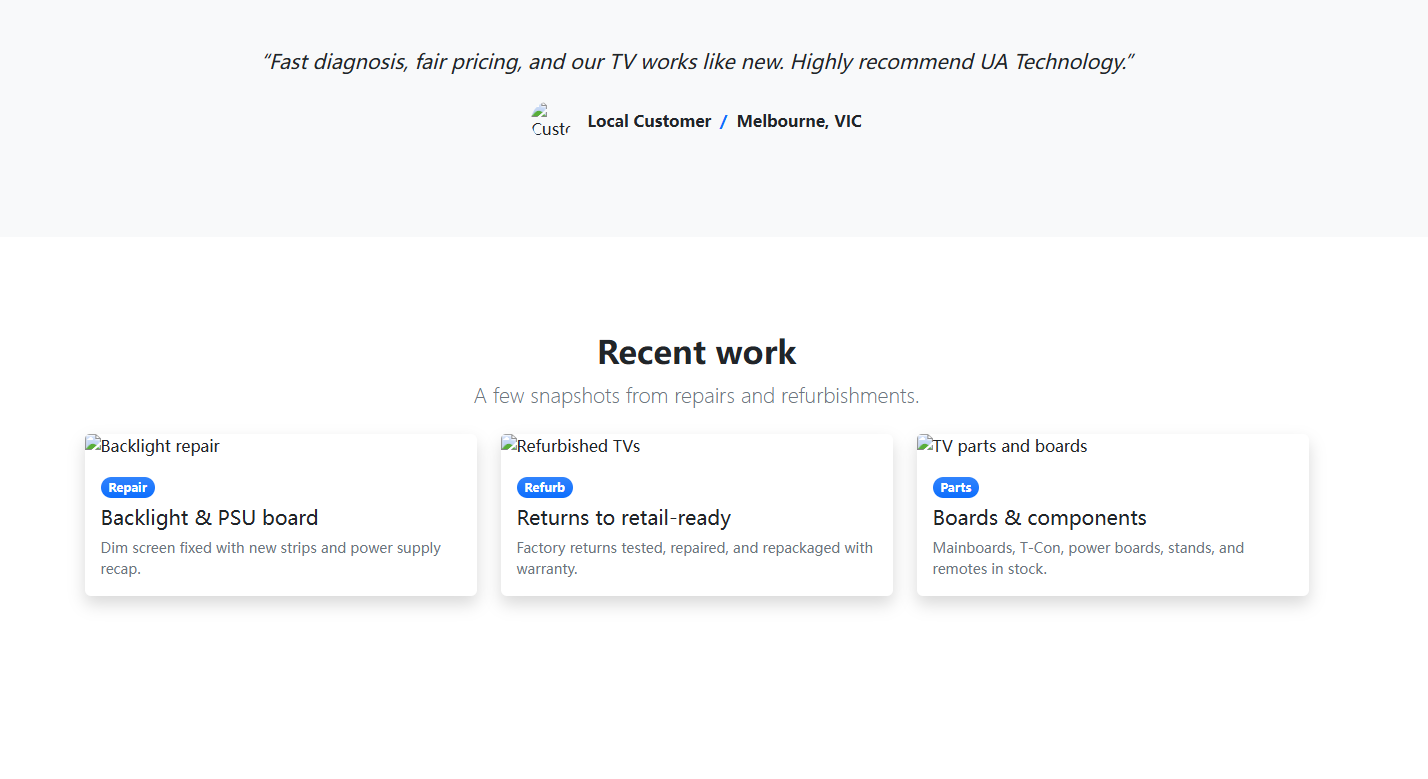 “Fast diagnosis, fair pricing, and our TV works like new. Highly recommend UA Technology.”
Local Customer / Melbourne, VIC
Recent work
A few snapshots from repairs and refurbishments.
Backlight repair
Repair
Backlight & PSU board
Dim screen fixed with new strips and power supply
recap.
Refurbished TVs
Refurb
Returns to retail-ready
Factory returns tested, repaired, and repackaged with
warranty.
TV parts and boards
Parts
Boards & components
Mainboards, T-Con, power boards, stands, and
remotes in stock.